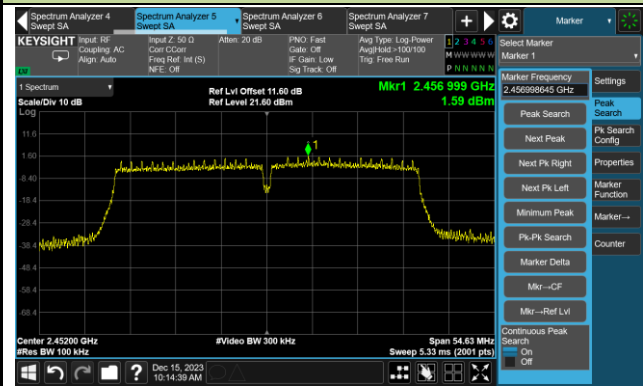 Spectrum Analyzer 4
Swept SA
Spectrum Analyzer 5
Swept SA
Spectrum Analyzer 6
Swept SA
Spectrum Analyzer 7
Swept SA
+
Marker
KEYSIGHT
Input: RF
Coupling: AC
Align: Auto
Input Z: 50 Ω
Corr CCorr
Freq Ref: Int (S)
NFE: Off
Atten: 20 dB
PNO: Fast
Gate: Off
IF Gain: Low
Sig Track: Off
Avg Type: Log-Power
Avg|Hold:>100/100
Trig: Free Run
1 2 3 4 5 6
M W W W W W
P N N N N N
LXI
Select Marker
Marker 1
1 Spectrum
Scale/Div 10 dB
Log
Ref Lvl Offset 11.60 dB
Ref Level 21.60 dBm
Mkr1 2.456 999 GHz
1.59 dBm
11.6
1.60
-8.40
-18.4
-28.4
-38.4
-48.4
-58.4
-68.4
1
Center 2.45200 GHz
#Res BW 100 kHz
#Video BW 300 kHz
Span 54.63 MHz
Sweep 5.33 ms (2001 pts)
Marker Frequency
2.456998645 GHz
Peak Search
Next Peak
Next Pk Right
Next Pk Left
Minimum Peak
Pk-Pk Search
Marker Delta
Mkr→CF
Mkr→Ref Lvl
Continuous Peak
Search
On
Off
Settings
Peak
Search
Pk Search
Config
Properties
Marker
Function
Marker→
Counter
?
Dec 15, 2023
10:14:39 AM